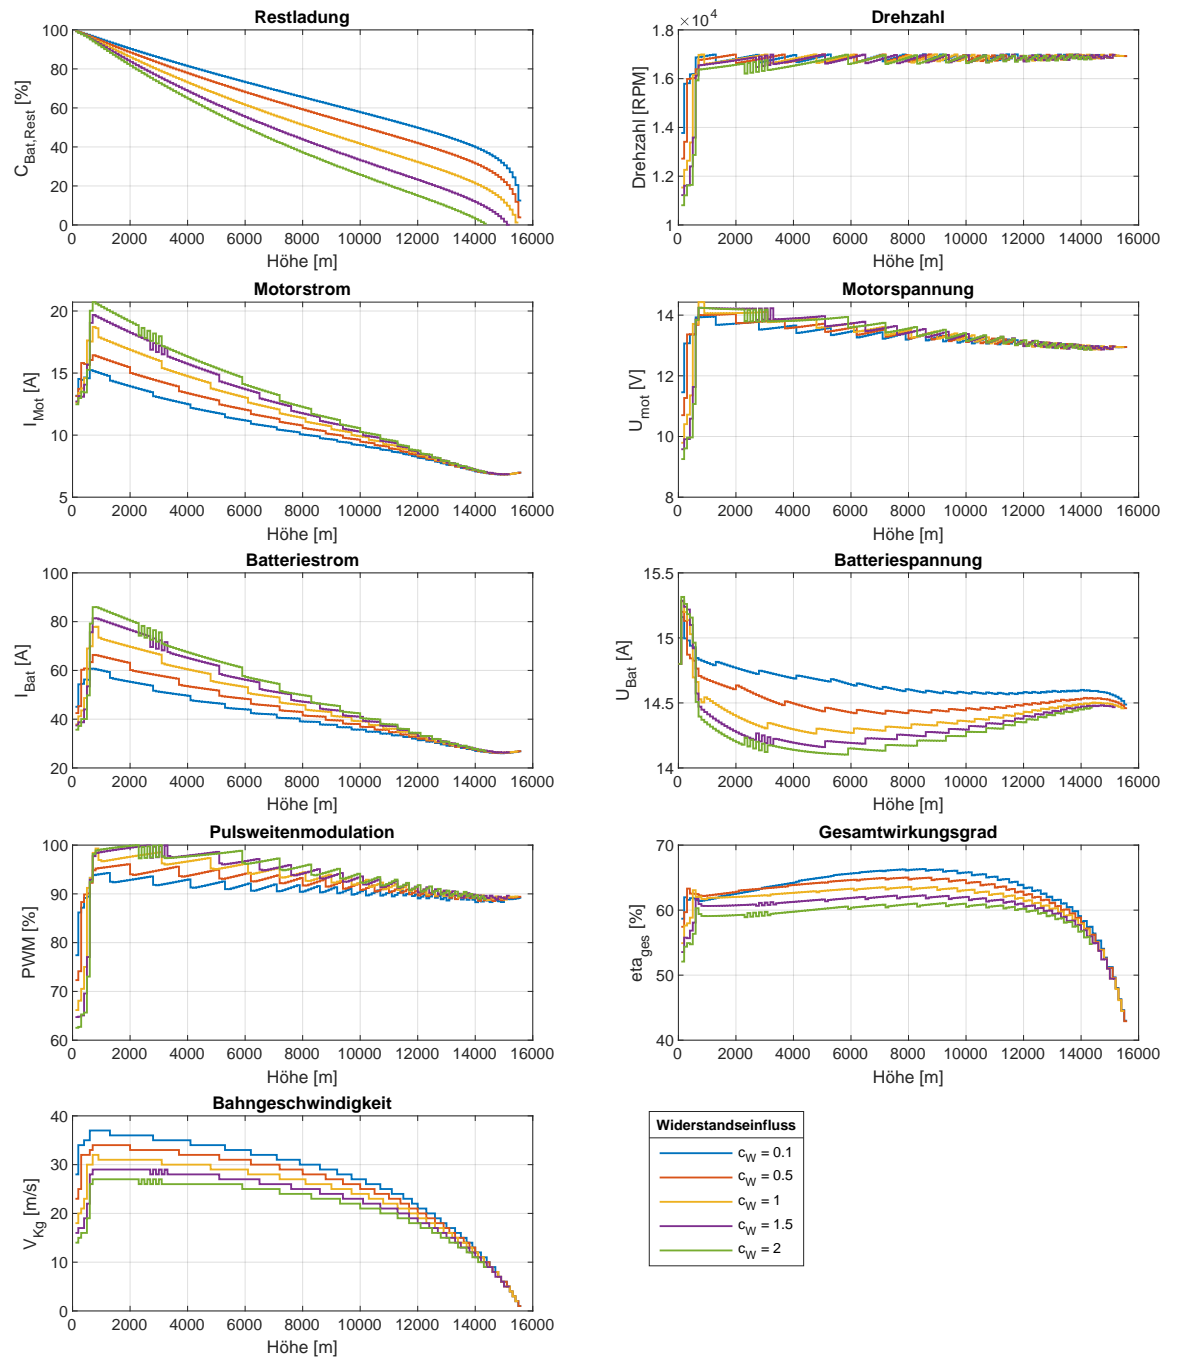 Restladung
C_Bat,Rest [%]
100
80
60
40
20
0
0 2000 4000 6000 8000 10000 12000 14000 16000
Höhe [m]
Drehzahl
×10^4
Drehzahl [RPM]
1.8
1.6
1.4
1.2
1
0 2000 4000 6000 8000 10000 12000 14000 16000
Höhe [m]
Motorstrom
I_Mot [A]
20
15
10
5
0 2000 4000 6000 8000 10000 12000 14000 16000
Höhe [m]
Motorspannung
U_mot [V]
14
12
10
8
0 2000 4000 6000 8000 10000 12000 14000 16000
Höhe [m]
Batteriestrom
I_Bat [A]
100
80
60
40
20
0 2000 4000 6000 8000 10000 12000 14000 16000
Höhe [m]
Batteriespannung
U_Bat [A]
15.5
15
14.5
14
0 2000 4000 6000 8000 10000 12000 14000 16000
Höhe [m]
Pulsweitenmodulation
PWM [%]
100
90
80
70
60
0 2000 4000 6000 8000 10000 12000 14000 16000
Höhe [m]
Gesamtwirkungsgrad
eta_ges [%]
70
60
50
40
0 2000 4000 6000 8000 10000 12000 14000 16000
Höhe [m]
Bahngeschwindigkeit
V_Kg [m/s]
40
30
20
10
0
0 2000 4000 6000 8000 10000 12000 14000 16000
Höhe [m]
Widerstandseinfluss
c_W = 0.1
c_W = 0.5
c_W = 1
c_W = 1.5
c_W = 2